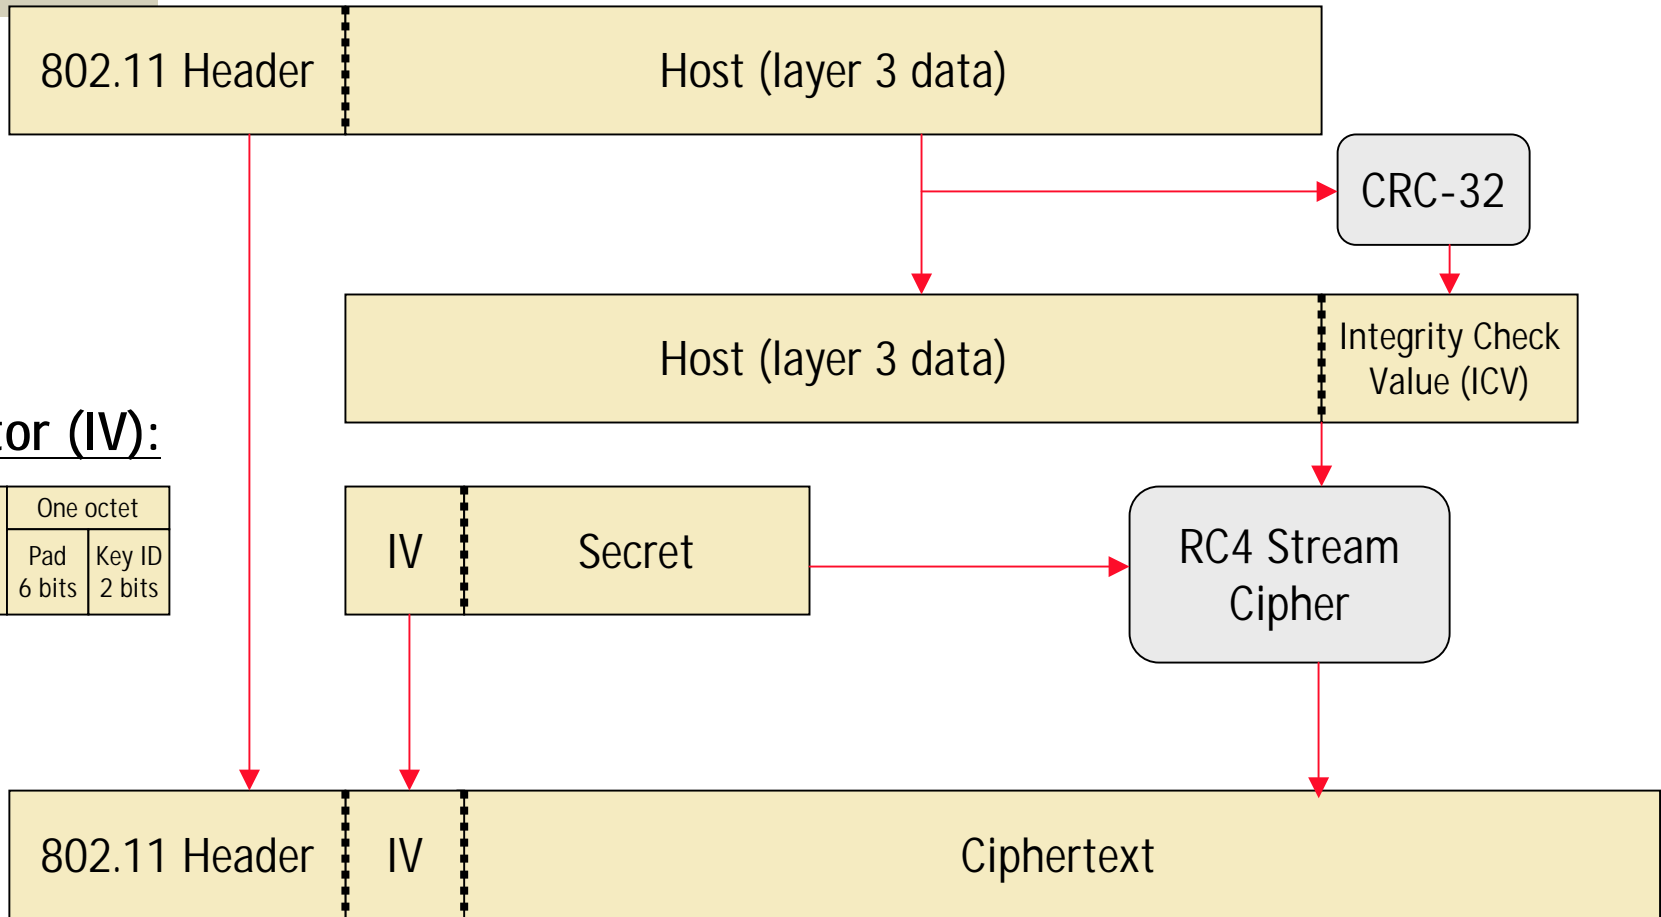 802.11 Header
Host (layer 3 data)
CRC-32
Host (layer 3 data)
Integrity Check
Value (ICV)
(IV):
One octet
Pad
6 bits
Key ID
2 bits
IV
Secret
RC4 Stream
Cipher
802.11 Header
IV
Ciphertext